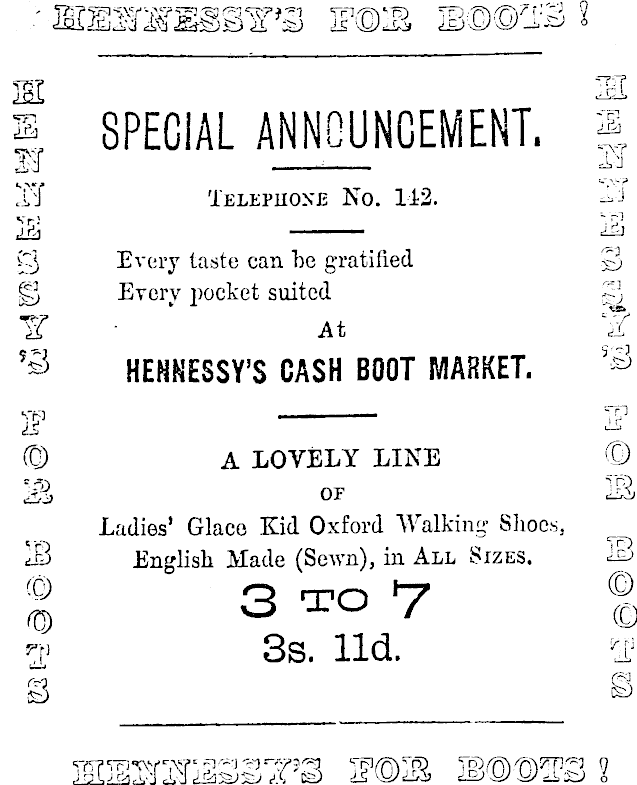 HENNESSY'S FOR BOOTS!
HENNESSY'S FOR BOOTS
SPECIAL ANNOUNCEMENT.
TELEPHONE No. 142.
Every taste can be gratified
Every pocket suited
At
HENNESSY'S CASH BOOT MARKET.
A LOVELY LINE
OF
Ladies' Glace Kid Oxford Walking Shoes,
English Made (Sewn), in ALL SIZES.
3 TO 7
3s. 11d.
HENNESSY'S FOR BOOTS
HENNESSY'S FOR BOOTS!